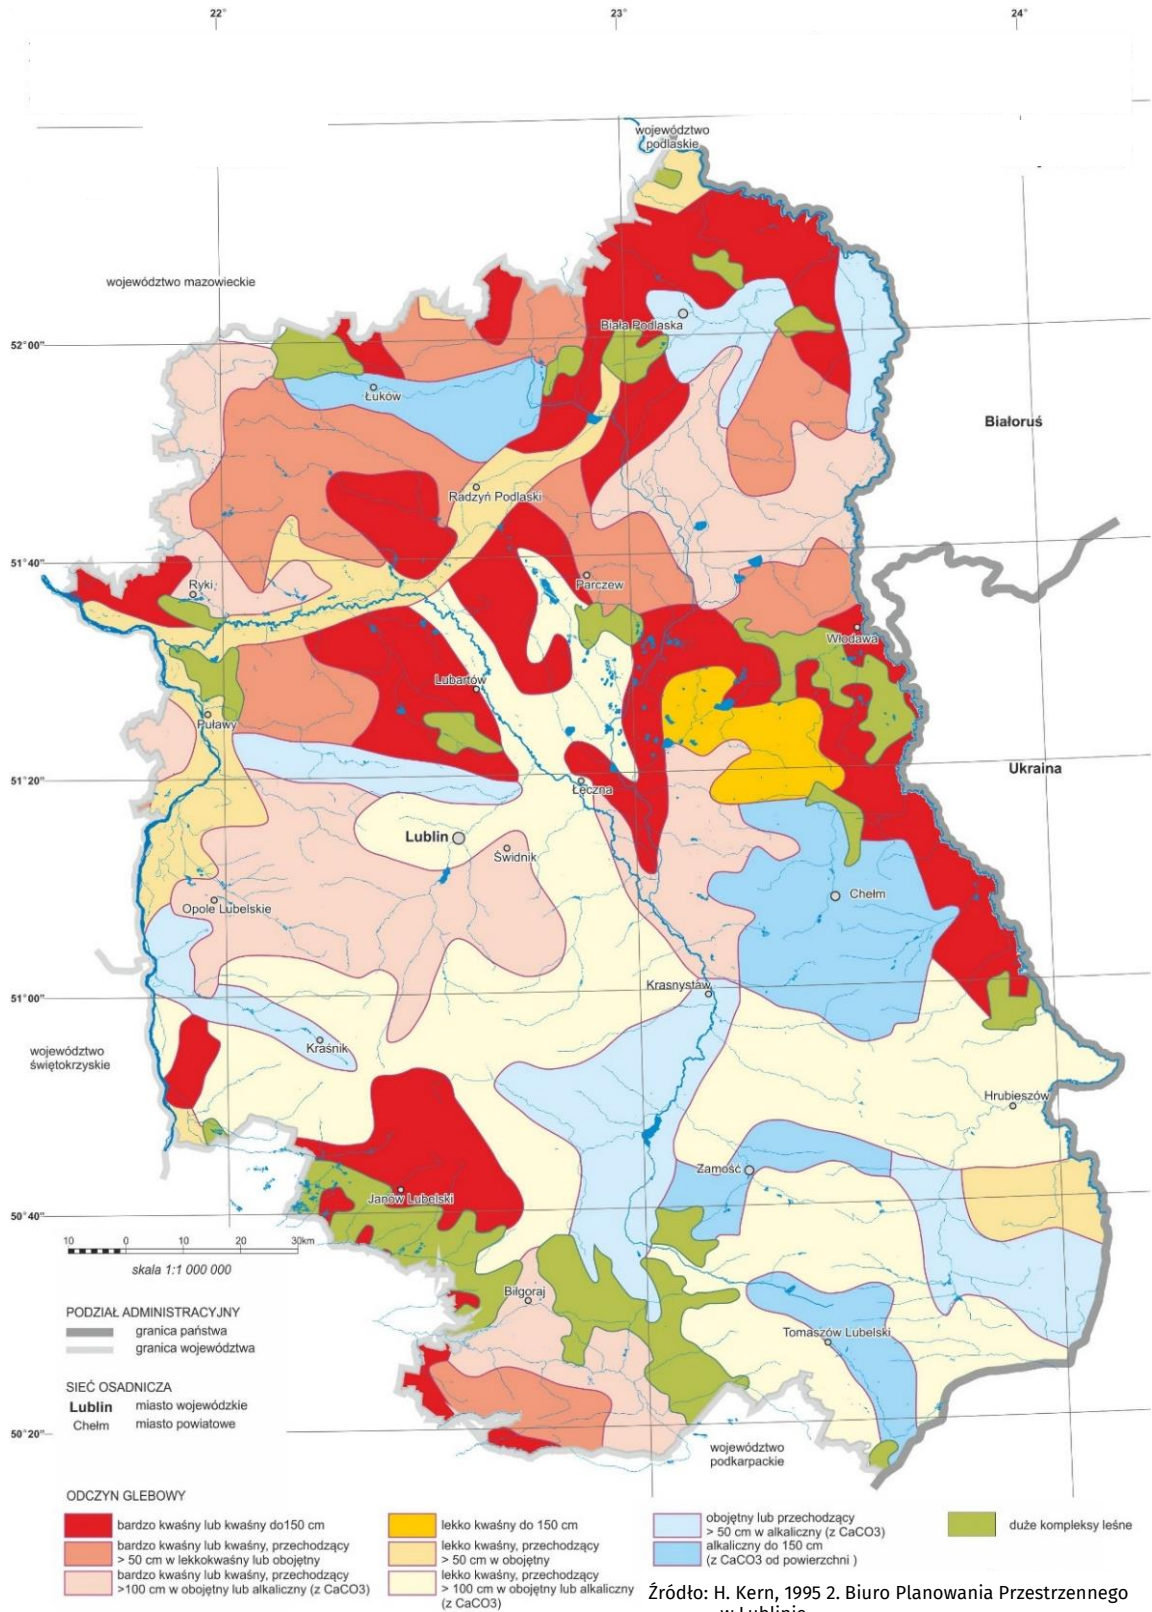 22°
23°
24°
województwo
podlaskie
województwo mazowieckie
Biała Podlaska
52°00'
Łuków
Białoruś
Radzyń Podlaski
51°40'
Ryki
Parczew
Włodawa
Lubartów
Puławy
Ukraina
51°20'
Łęczna
Lublin
Świdnik
Chełm
Opole Lubelskie
Krasnystaw
51°00'
Kraśnik
województwo
świętokrzyskie
Hrubieszów
Zamość
Janów Lubelski
50°40'
10 0 10 20 30km
skala 1:1 000 000
Biłgoraj
PODZIAŁ ADMINISTRACYJNY
granica państwa
granica województwa
Tomaszów Lubelski
SIEĆ OSADNICZA
Lublin miasto wojewódzkie
Chełm miasto powiatowe
50°20'
województwo
podkarpackie
ODCZYN GLEBOWY
bardzo kwaśny lub kwaśny do150 cm
bardzo kwaśny lub kwaśny, przechodzący
> 50 cm w lekkokwaśny lub obojętny
bardzo kwaśny lub kwaśny, przechodzący
>100 cm w obojętny lub alkaliczny (z CaCO3)
lekko kwaśny do 150 cm
lekko kwaśny, przechodzący
> 50 cm w obojętny
lekko kwaśny, przechodzący
> 100 cm w obojętny lub alkaliczny
(z CaCO3)
obojętny lub przechodzący
> 50 cm w alkaliczny (z CaCO3)
alkaliczny do 150 cm
(z CaCO3 od powierzchni )
duże kompleksy leśne
Źródło: H. Kern, 1995 2. Biuro Planowania Przestrzennego
w Lublinie